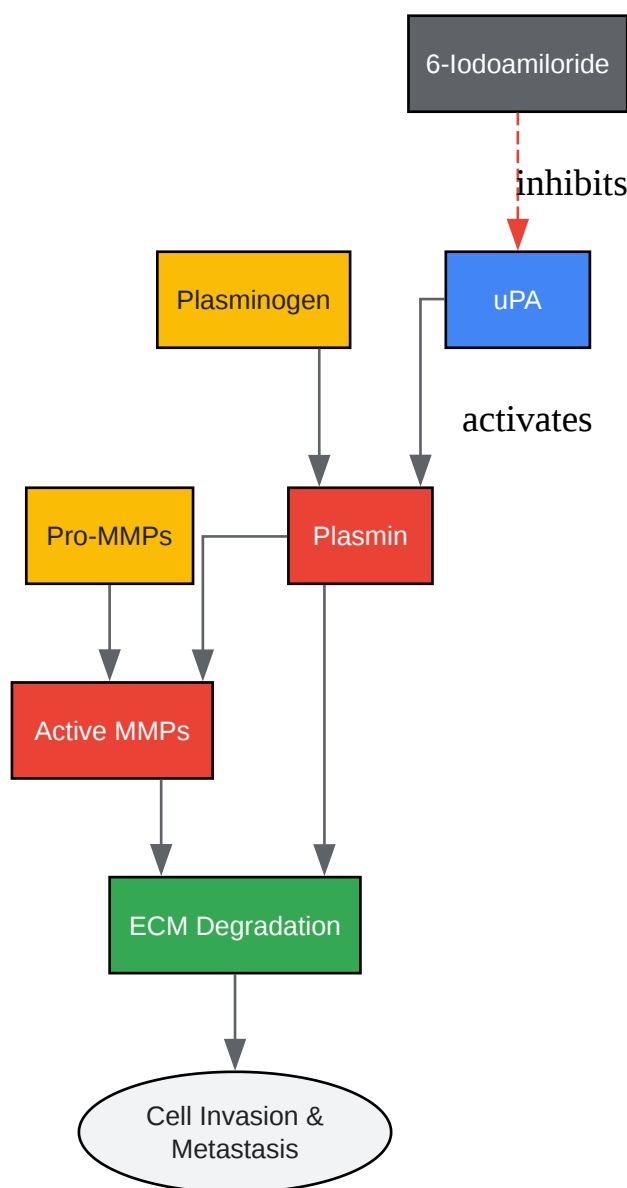 6-Iodoamiloride
inhibits
Plasminogen
uPA
activates
Pro-MMPs
Plasmin
Active MMPs
ECM Degradation
Cell Invasion &
Metastasis